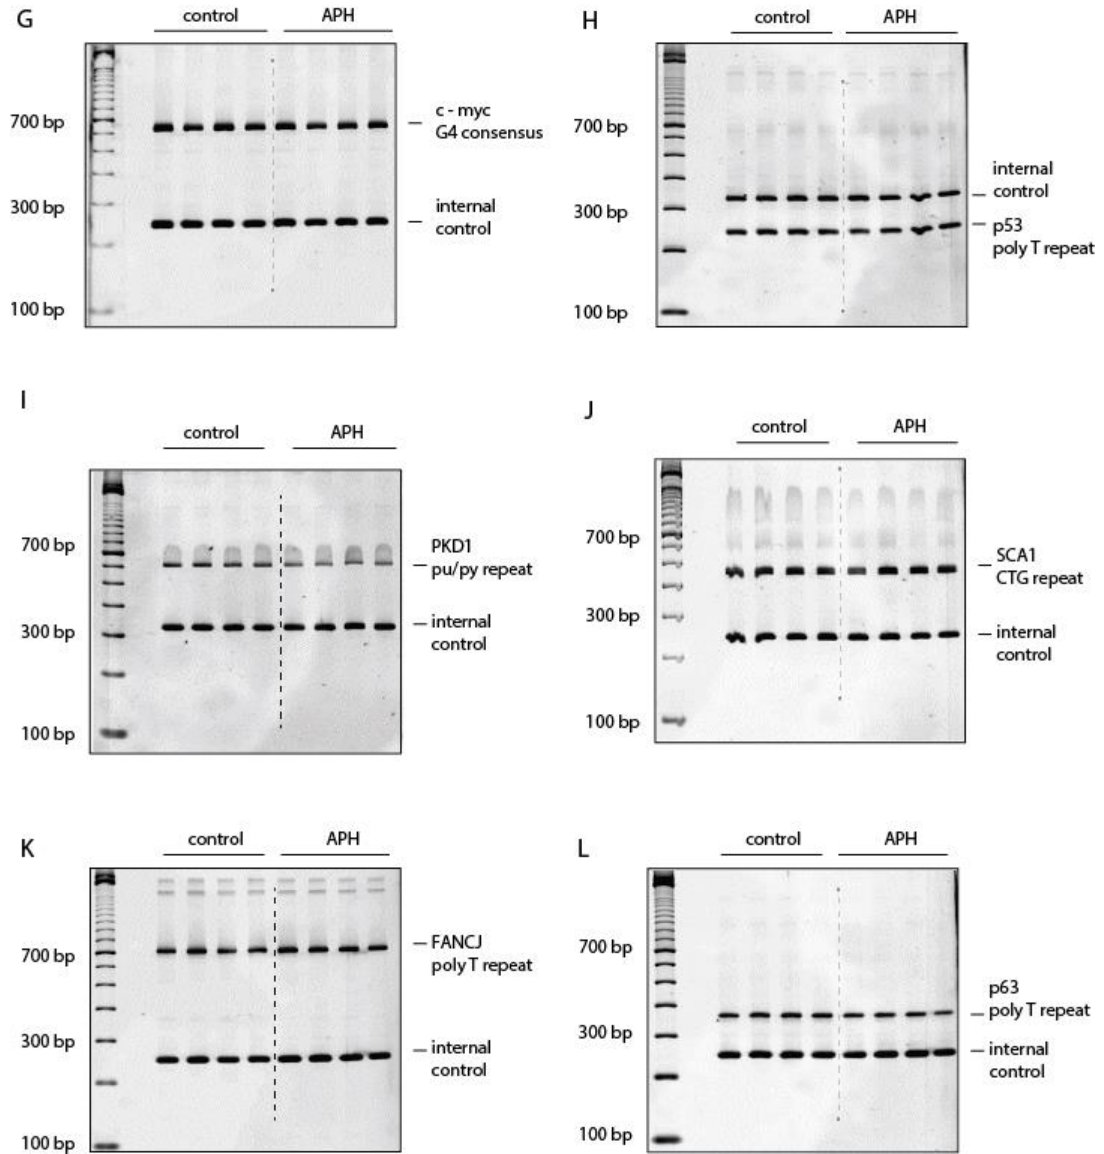 G
control
APH
700 bp
300 bp
100 bp
c - myc
G4 consensus
internal
control
H
control
APH
700 bp
300 bp
100 bp
internal
control
p53
poly T repeat
I
control
APH
700 bp
300 bp
100 bp
PKD1
pu/py repeat
internal
control
J
control
APH
700 bp
300 bp
100 bp
SCA1
CTG repeat
internal
control
K
control
APH
700 bp
300 bp
100 bp
FANCJ
poly T repeat
internal
control
L
control
APH
700 bp
300 bp
100 bp
p63
poly T repeat
internal
control